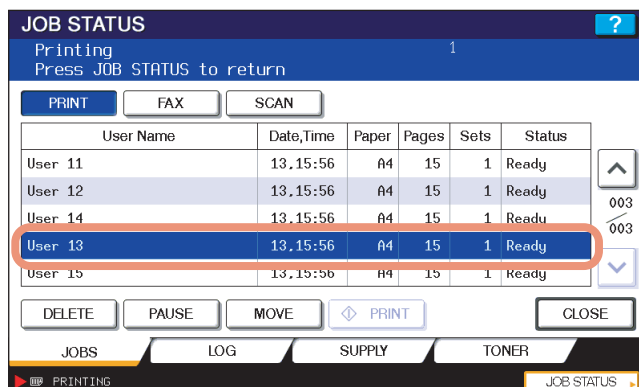 JOB STATUS ?
Printing 1
Press JOB STATUS to return
PRINT FAX SCAN
User Name Date,Time Paper Pages Sets Status
User 11 13,15:56 A4 15 1 Ready
User 12 13,15:56 A4 15 1 Ready
User 14 13,15:56 A4 15 1 Ready
User 13 13,15:56 A4 15 1 Ready
User 15 13,15:56 A4 15 1 Ready
003
003
DELETE PAUSE MOVE PRINT CLOSE
JOBS LOG SUPPLY TONER
PRINTING JOB STATUS